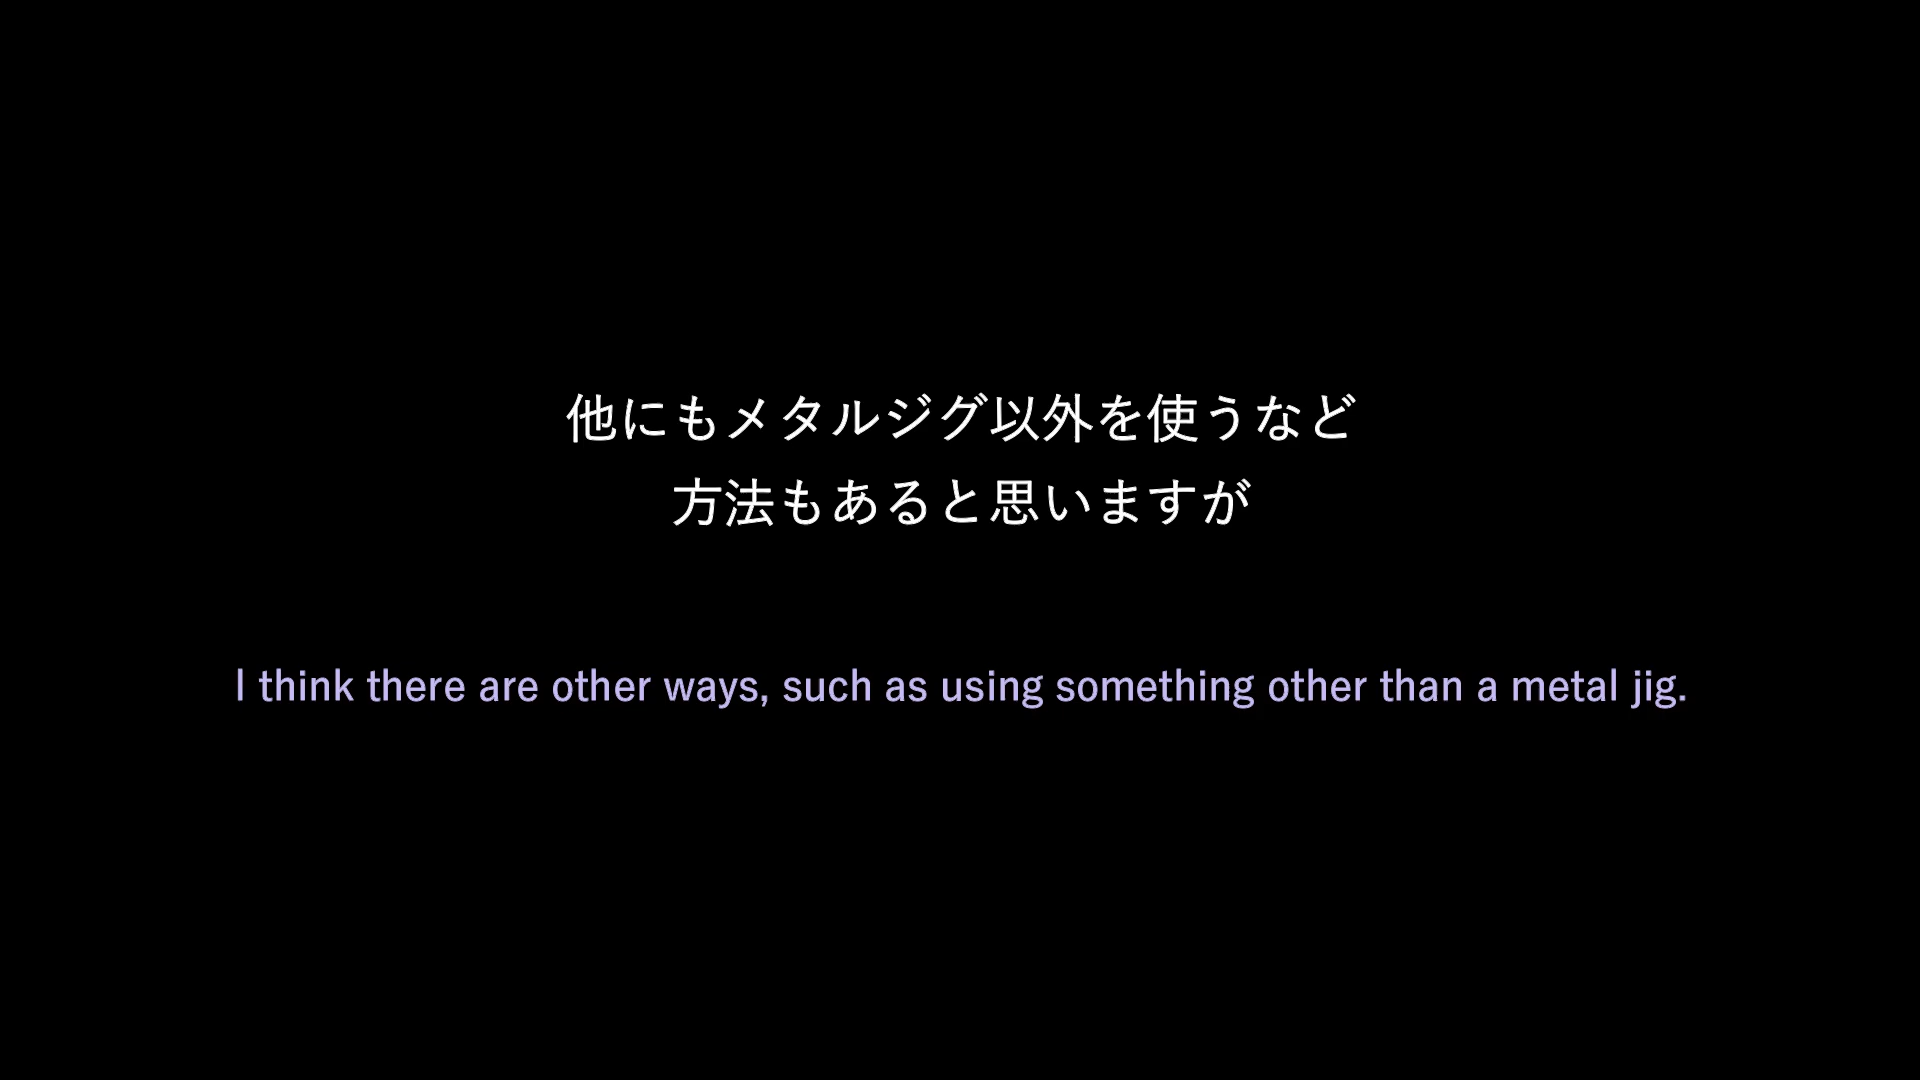 他にもメタルジグ以外を使うなど
方法もあると思いますが
I think there are other ways, such as using something other than a metal jig.